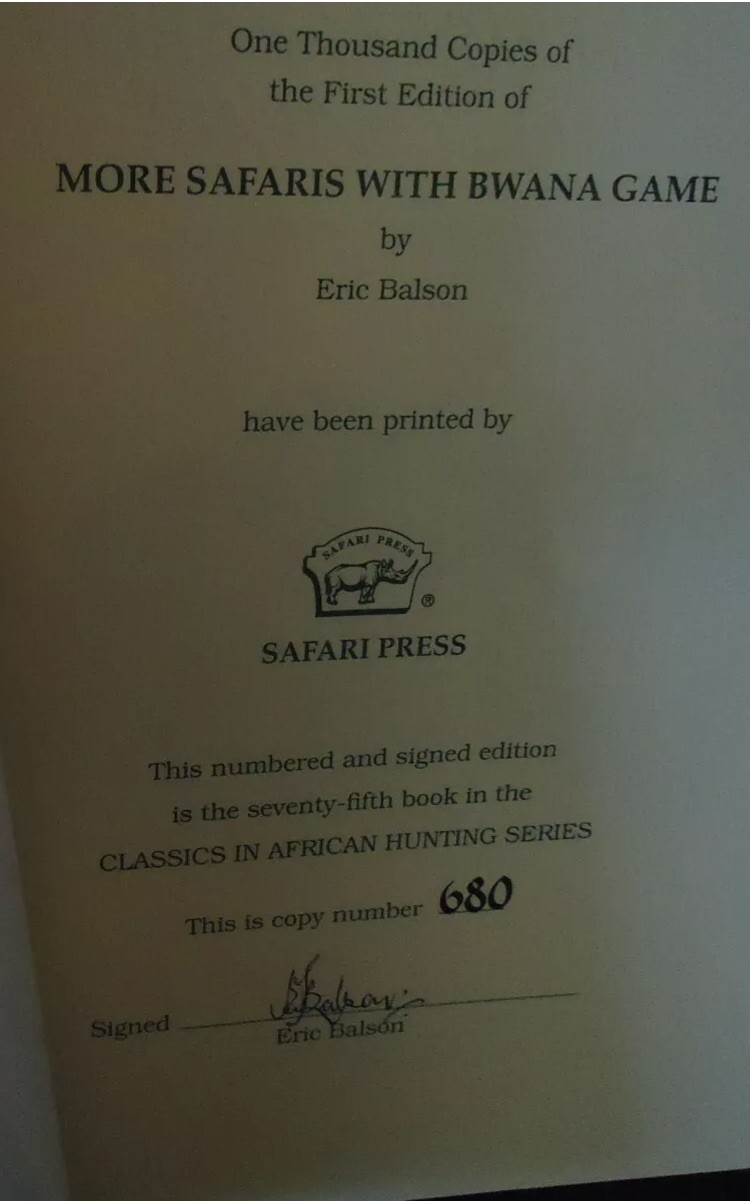 One Thousand Copies of
the First Edition of
MORE SAFARIS WITH BWANA GAME
by
Eric Balson
have been printed by
SAFARI PRESS
®
SAFARI PRESS
This numbered and signed edition
is the seventy-fifth book in the
CLASSICS IN AFRICAN HUNTING SERIES
This is copy number 680
Signed EBalson
Eric Balson